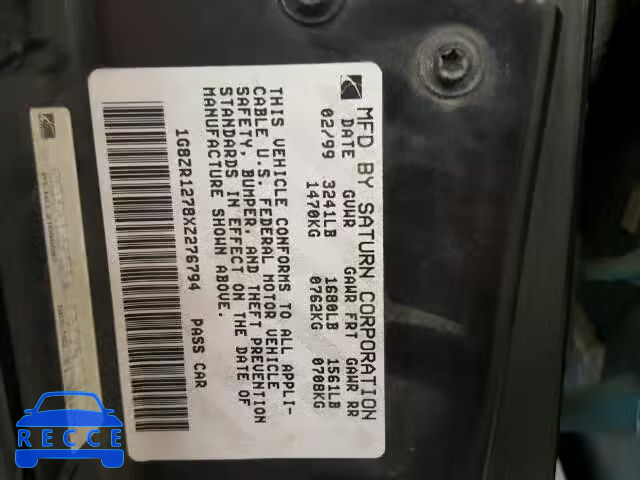 MFD BY SATURN CORPORATION
DATE GVWR GAWR FRT GAWR RR
02/99 3241LB 1680LB 1561LB
1470KG 0762KG 0708KG
THIS VEHICLE CONFORMS TO ALL APPLI-
CABLE U.S. FEDERAL MOTOR VEHICLE
SAFETY, BUMPER, AND THEFT PREVENTION
STANDARDS IN EFFECT ON THE DATE OF
MANUFACTURE SHOWN ABOVE.
1G8ZR1278XZ276794 PASS CAR
RECCE